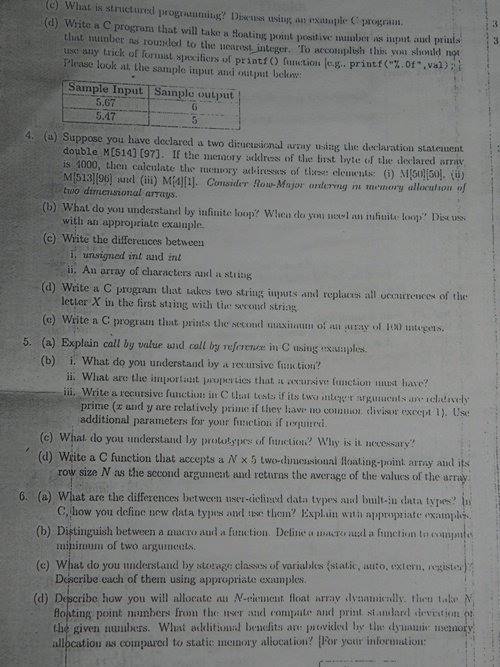 (c) What is structured programming? Discuss using an example C program.
(d) Write a C program that will take a floating point positive number as input and prints
that number as rounded to the nearest integer. To accomplish this you should not
use any trick of format specifiers of printf() function [e.g., printf("%.0f",val);]
Please look at the sample input and output below:
Sample Input Sample output
5.67 6
5.47 5
4. (a) Suppose you have declared a two dimensional array using the declaration statement
double M[514][97]. If the memory address of the first byte of the declared array
is 4000, then calculate the memory addresses of these elements: (i) M[50][50], (ii)
M[513][96] and (iii) M[4][1]. Consider Row-Major ordering in memory allocation of
two dimensional arrays.
(b) What do you understand by infinite loop? When do you need an infinite loop? Discuss
with an appropriate example.
(c) Write the differences between
i. unsigned int and int
ii. An array of characters and a string
(d) Write a C program that takes two string inputs and replaces all occurrences of the
letter X in the first string with the second string
(e) Write a C program that prints the second maximum of an array of 100 integers.
5. (a) Explain call by value and call by reference in C using examples.
(b) i. What do you understand by a recursive function?
ii. What are the important properties that a recursive function must have?
iii. Write a recursive function in C that tests if its two integer arguments are relatively
prime (x and y are relatively prime if they have no common divisor except 1). Use
additional parameters for your function if required.
(c) What do you understand by prototypes of function? Why is it necessary?
(d) Write a C function that accepts a N × 5 two-dimensional floating-point array and its
row size N as the second argument and returns the average of the values of the array.
6. (a) What are the differences between user-defined data types and built-in data types? In
C, how you define new data types and use them? Explain with appropriate examples.
(b) Distinguish between a macro and a function. Define a macro and a function to compute
minimum of two arguments.
(c) What do you understand by storage classes of variables (static, auto, extern, register)?
Describe each of them using appropriate examples.
(d) Describe how you will allocate an N-element float array dynamically, then take N
floating point numbers from the user and compute and print standard deviation of
the given numbers. What additional benefits are provided by the dynamic memory
allocation as compared to static memory allocation? [For your information:
3